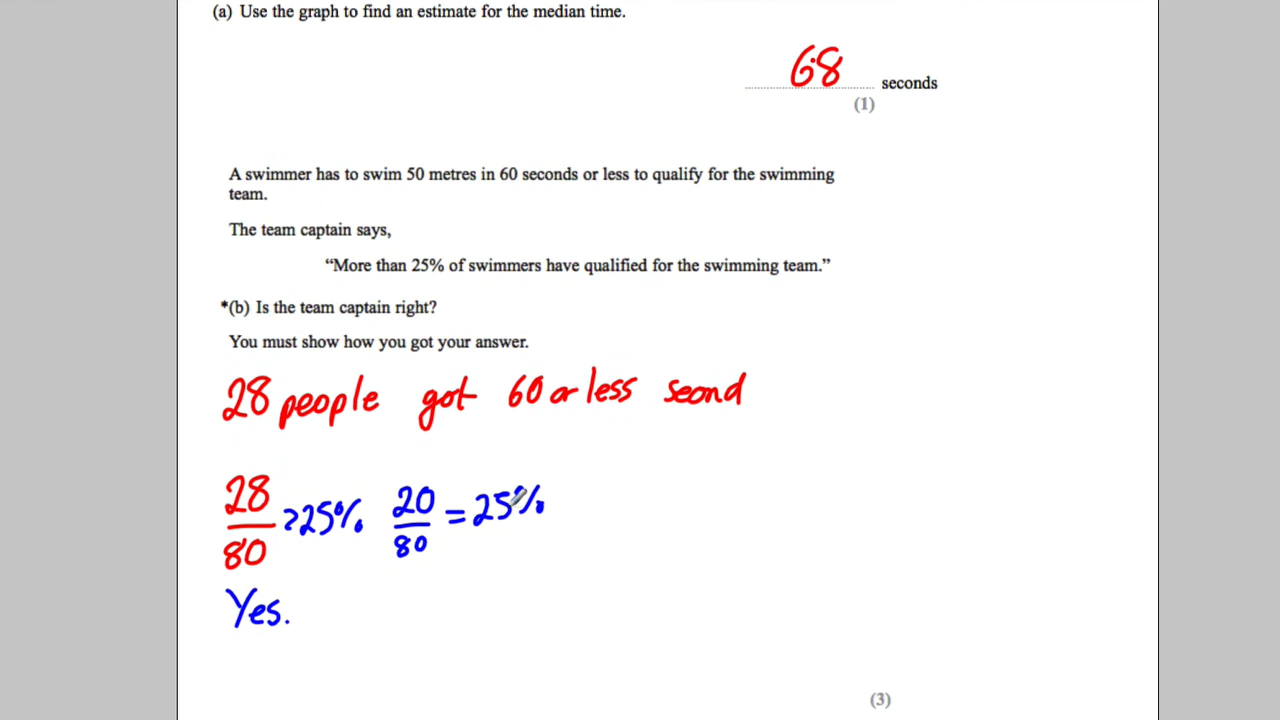 (a) Use the graph to find an estimate for the median time.
68 seconds
(1)
A swimmer has to swim 50 metres in 60 seconds or less to qualify for the swimming
team.
The team captain says,
“More than 25% of swimmers have qualified for the swimming team.”
*(b) Is the team captain right?
You must show how you got your answer.
28 people got 60 or less seond
28/80 >25% 20/80 = 25%
Yes.
(3)